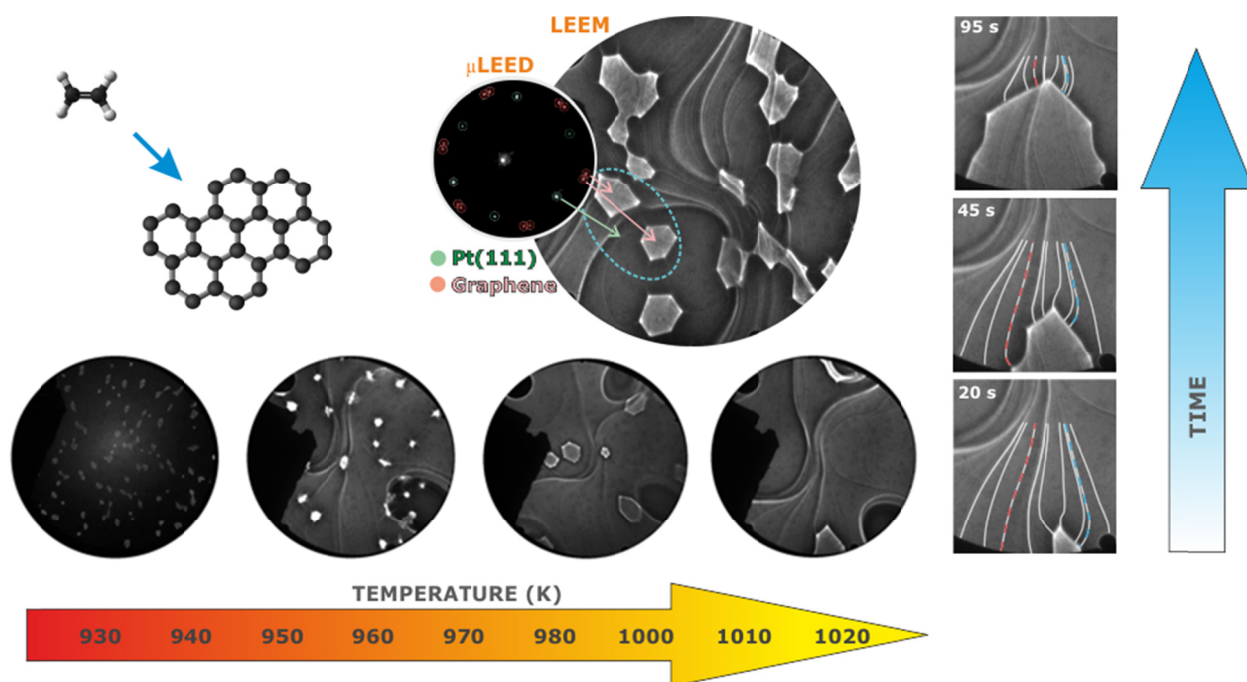 LEEM
μLEED
Pt(111)
Graphene
95 s
45 s
20 s
TIME
TEMPERATURE (K)
930 940 950 960 970 980 1000 1010 1020